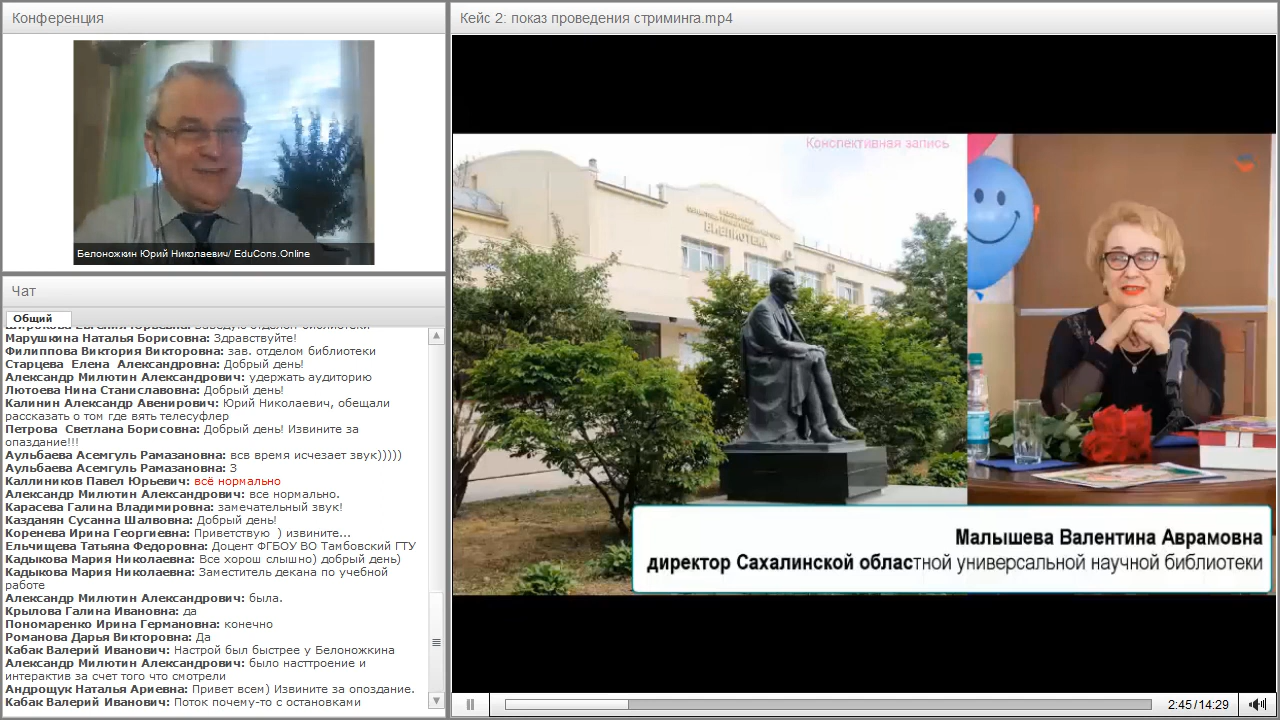 Конференция
Белоножкин Юрий Николаевич/ EduCons.Online
Чат
Общий
Широкова Евгения Юрьевна: Заведую отделом библиотеки
Марушкина Наталья Борисовна: Здравствуйте!
Филиппова Виктория Викторовна: зав. отделом библиотеки
Старцева Елена Александровна: Добрый день!
Александр Милютин Александрович: удержать аудиторию
Лютоева Нина Станиславовна: Добрый день!
Калинин Александр Авенирович: Юрий Николаевич, обещали
рассказать о том где вять телесуфлер
Петрова Светлана Борисовна: Добрый день! Извините за
опаздание!!!
Аульбаева Асемгуль Рамазановна: всв время исчезает звук)))))
Аульбаева Асемгуль Рамазановна: 3
Каллиников Павел Юрьевич: всё нормально
Александр Милютин Александрович: все нормально.
Карасева Галина Владимировна: замечательный звук!
Казданян Сусанна Шалвовна: Добрый день!
Коренева Ирина Георгиевна: Приветствую ) извините...
Ельчищева Татьяна Федоровна: Доцент ФГБОУ ВО Тамбовский ГТУ
Кадыкова Мария Николаевна: Все хорош слышно) добрый день)
Кадыкова Мария Николаевна: Заместитель декана по учебной
работе
Александр Милютин Александрович: была.
Крылова Галина Ивановна: да
Пономаренко Ирина Германовна: конечно
Романова Дарья Викторовна: Да
Кабак Валерий Иванович: Настрой был быстрее у Белоножкина
Александр Милютин Александрович: было насттроение и
интерактив за счет того что смотрели
Андрощук Наталья Ариевна: Привет всем) Извините за опоздание.
Кабак Валерий Иванович: Поток почему-то с остановками
Кейс 2: показ проведения стриминга.mp4
Конспективная запись
БИБЛИОТЕКА
Малышева Валентина Аврамовна
директор Сахалинской областной универсальной научной библиотеки
2:45/14:29